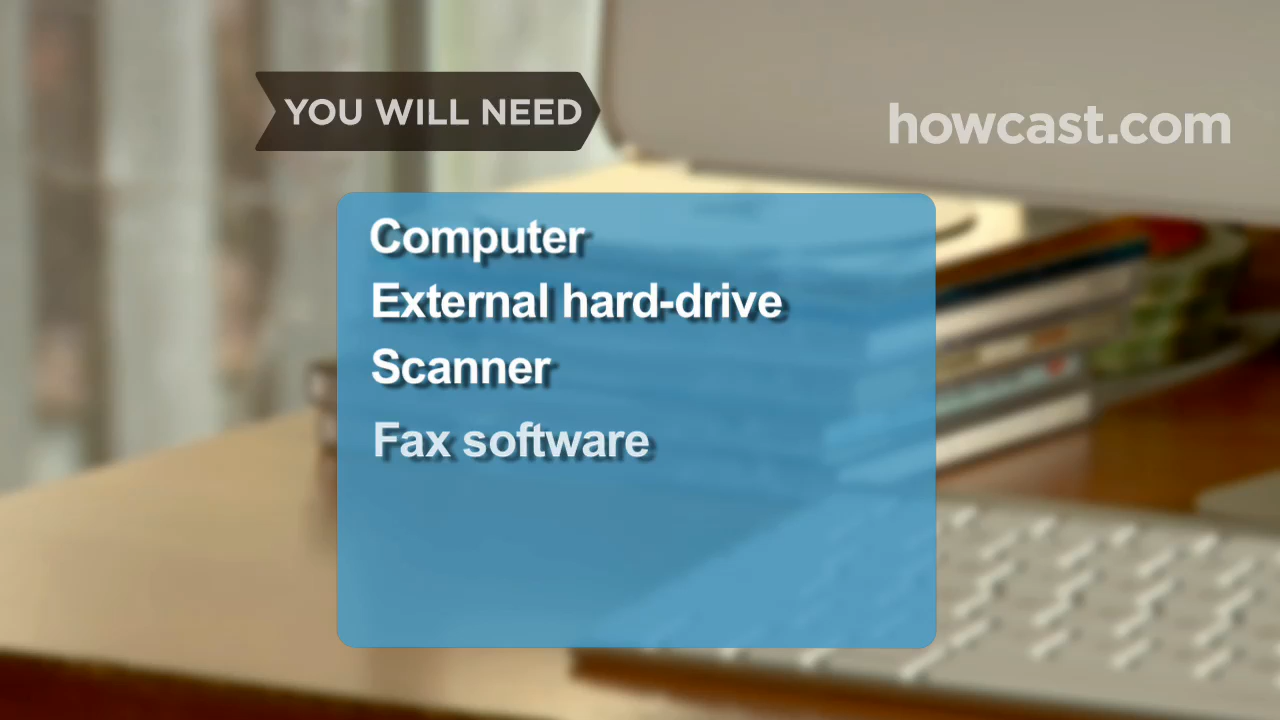 YOU WILL NEED
howcast.com
Computer
External hard-drive
Scanner
Fax software